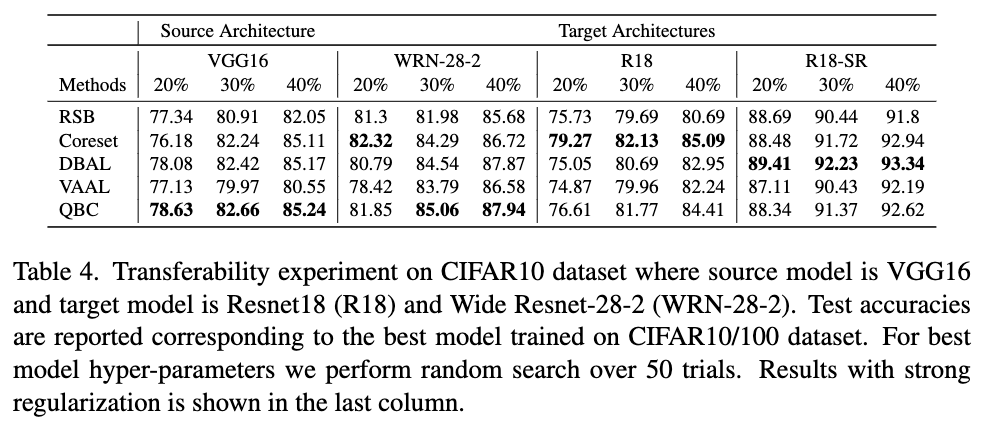 Source Architecture Target Architectures
VGG16 WRN-28-2 R18 R18-SR
Methods 20% 30% 40% 20% 30% 40% 20% 30% 40% 20% 30% 40%
RSB 77.34 80.91 82.05 81.3 81.98 85.68 75.73 79.69 80.69 88.69 90.44 91.8
Coreset 76.18 82.24 85.11 82.32 84.29 86.72 79.27 82.13 85.09 88.48 91.72 92.94
DBAL 78.08 82.42 85.17 80.79 84.54 87.87 75.05 80.69 82.95 89.41 92.23 93.34
VAAL 77.13 79.97 80.55 78.42 83.79 86.58 74.87 79.96 82.24 87.11 90.43 92.19
QBC 78.63 82.66 85.24 81.85 85.06 87.94 76.61 81.77 84.41 88.34 91.37 92.62
Table 4. Transferability experiment on CIFAR10 dataset where source model is VGG16
and target model is Resnet18 (R18) and Wide Resnet-28-2 (WRN-28-2). Test accuracies
are reported corresponding to the best model trained on CIFAR10/100 dataset. For best
model hyper-parameters we perform random search over 50 trials. Results with strong
regularization is shown in the last column.